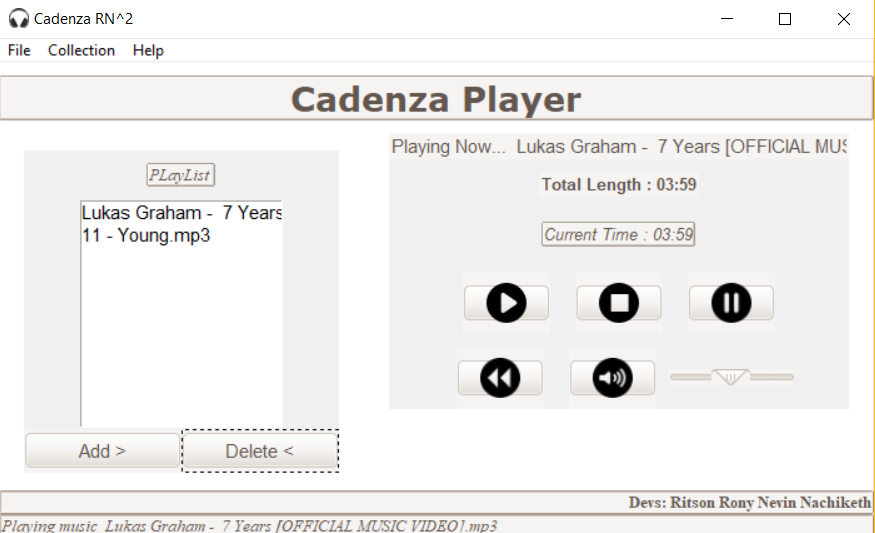 Cadenza RN^2
File Collection Help
Cadenza Player
Playing Now... Lukas Graham - 7 Years [OFFICIAL MUS
Total Length : 03:59
Current Time : 03:59
PLayList
Lukas Graham - 7 Years
11 - Young.mp3
Add >
Delete <
Devs: Ritson Rony Nevin Nachiketh
Playing music Lukas Graham - 7 Years [OFFICIAL MUSIC VIDEO].mp3